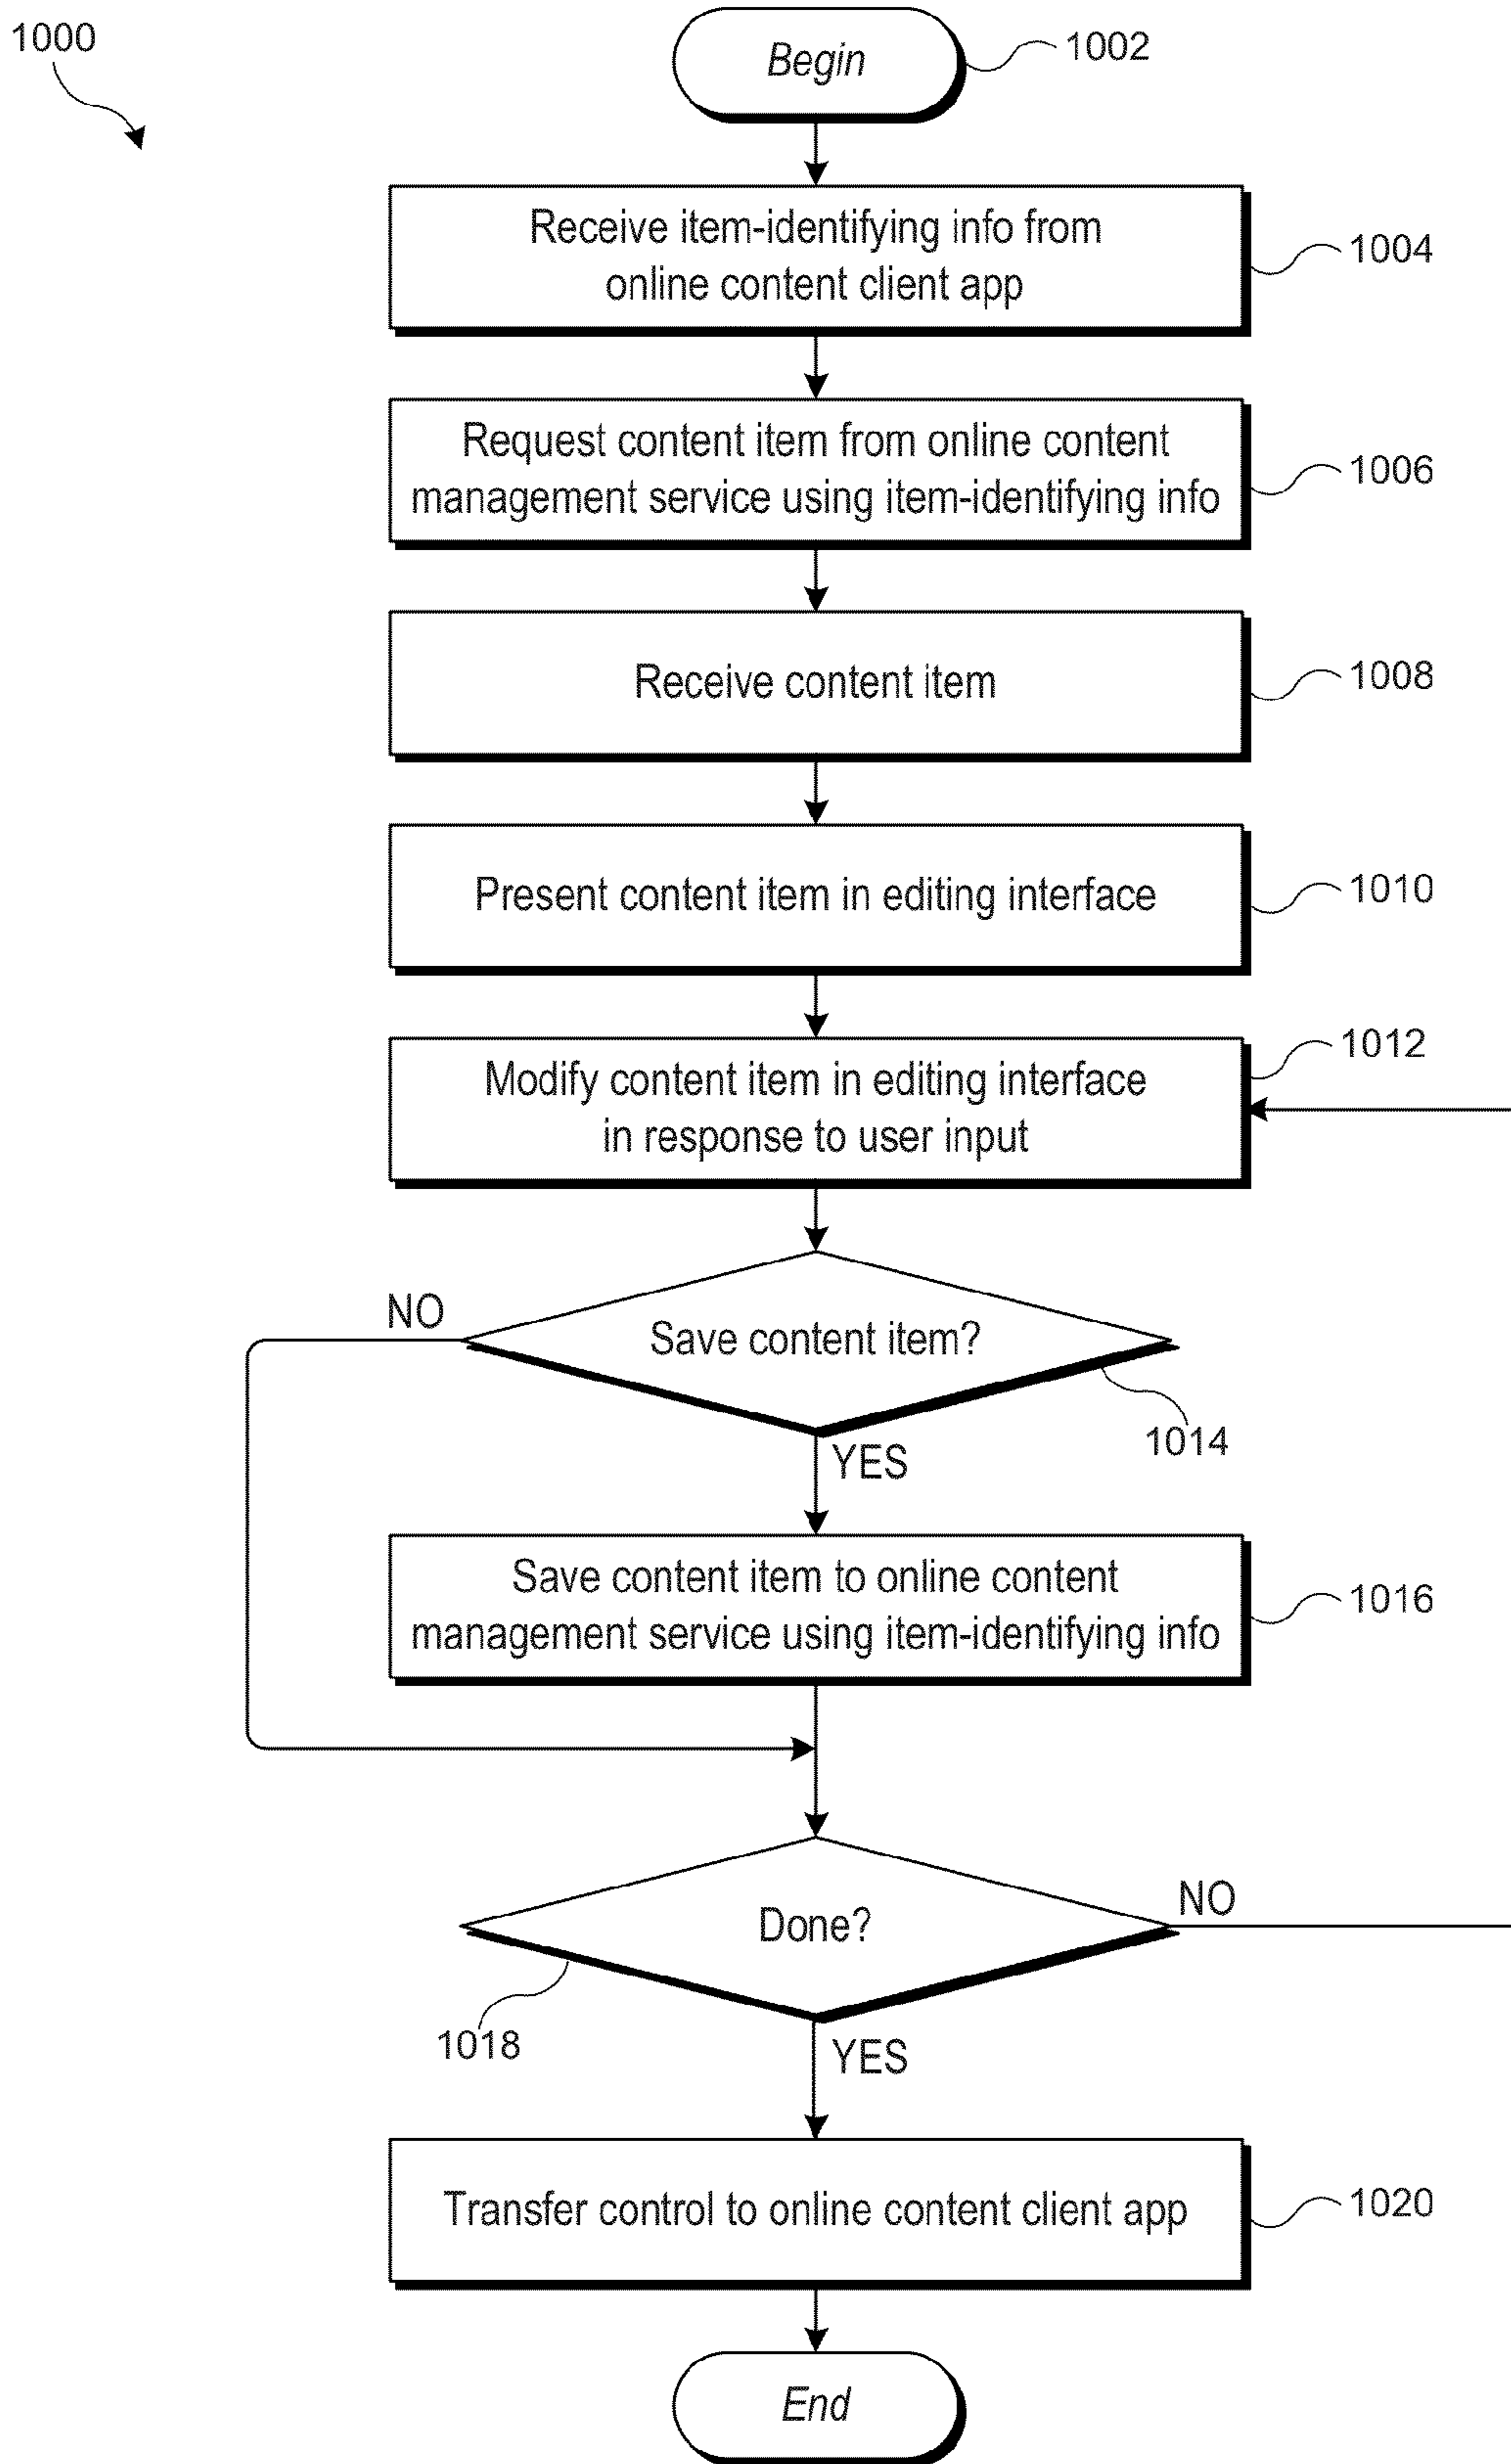 1000
Begin
1002
Receive item-identifying info from
online content client app
1004
Request content item from online content
management service using item-identifying info
1006
Receive content item
1008
Present content item in editing interface
1010
Modify content item in editing interface
in response to user input
1012
NO
Save content item?
1014
YES
Save content item to online content
management service using item-identifying info
1016
Done?
NO
1018
YES
Transfer control to online content client app
1020
End